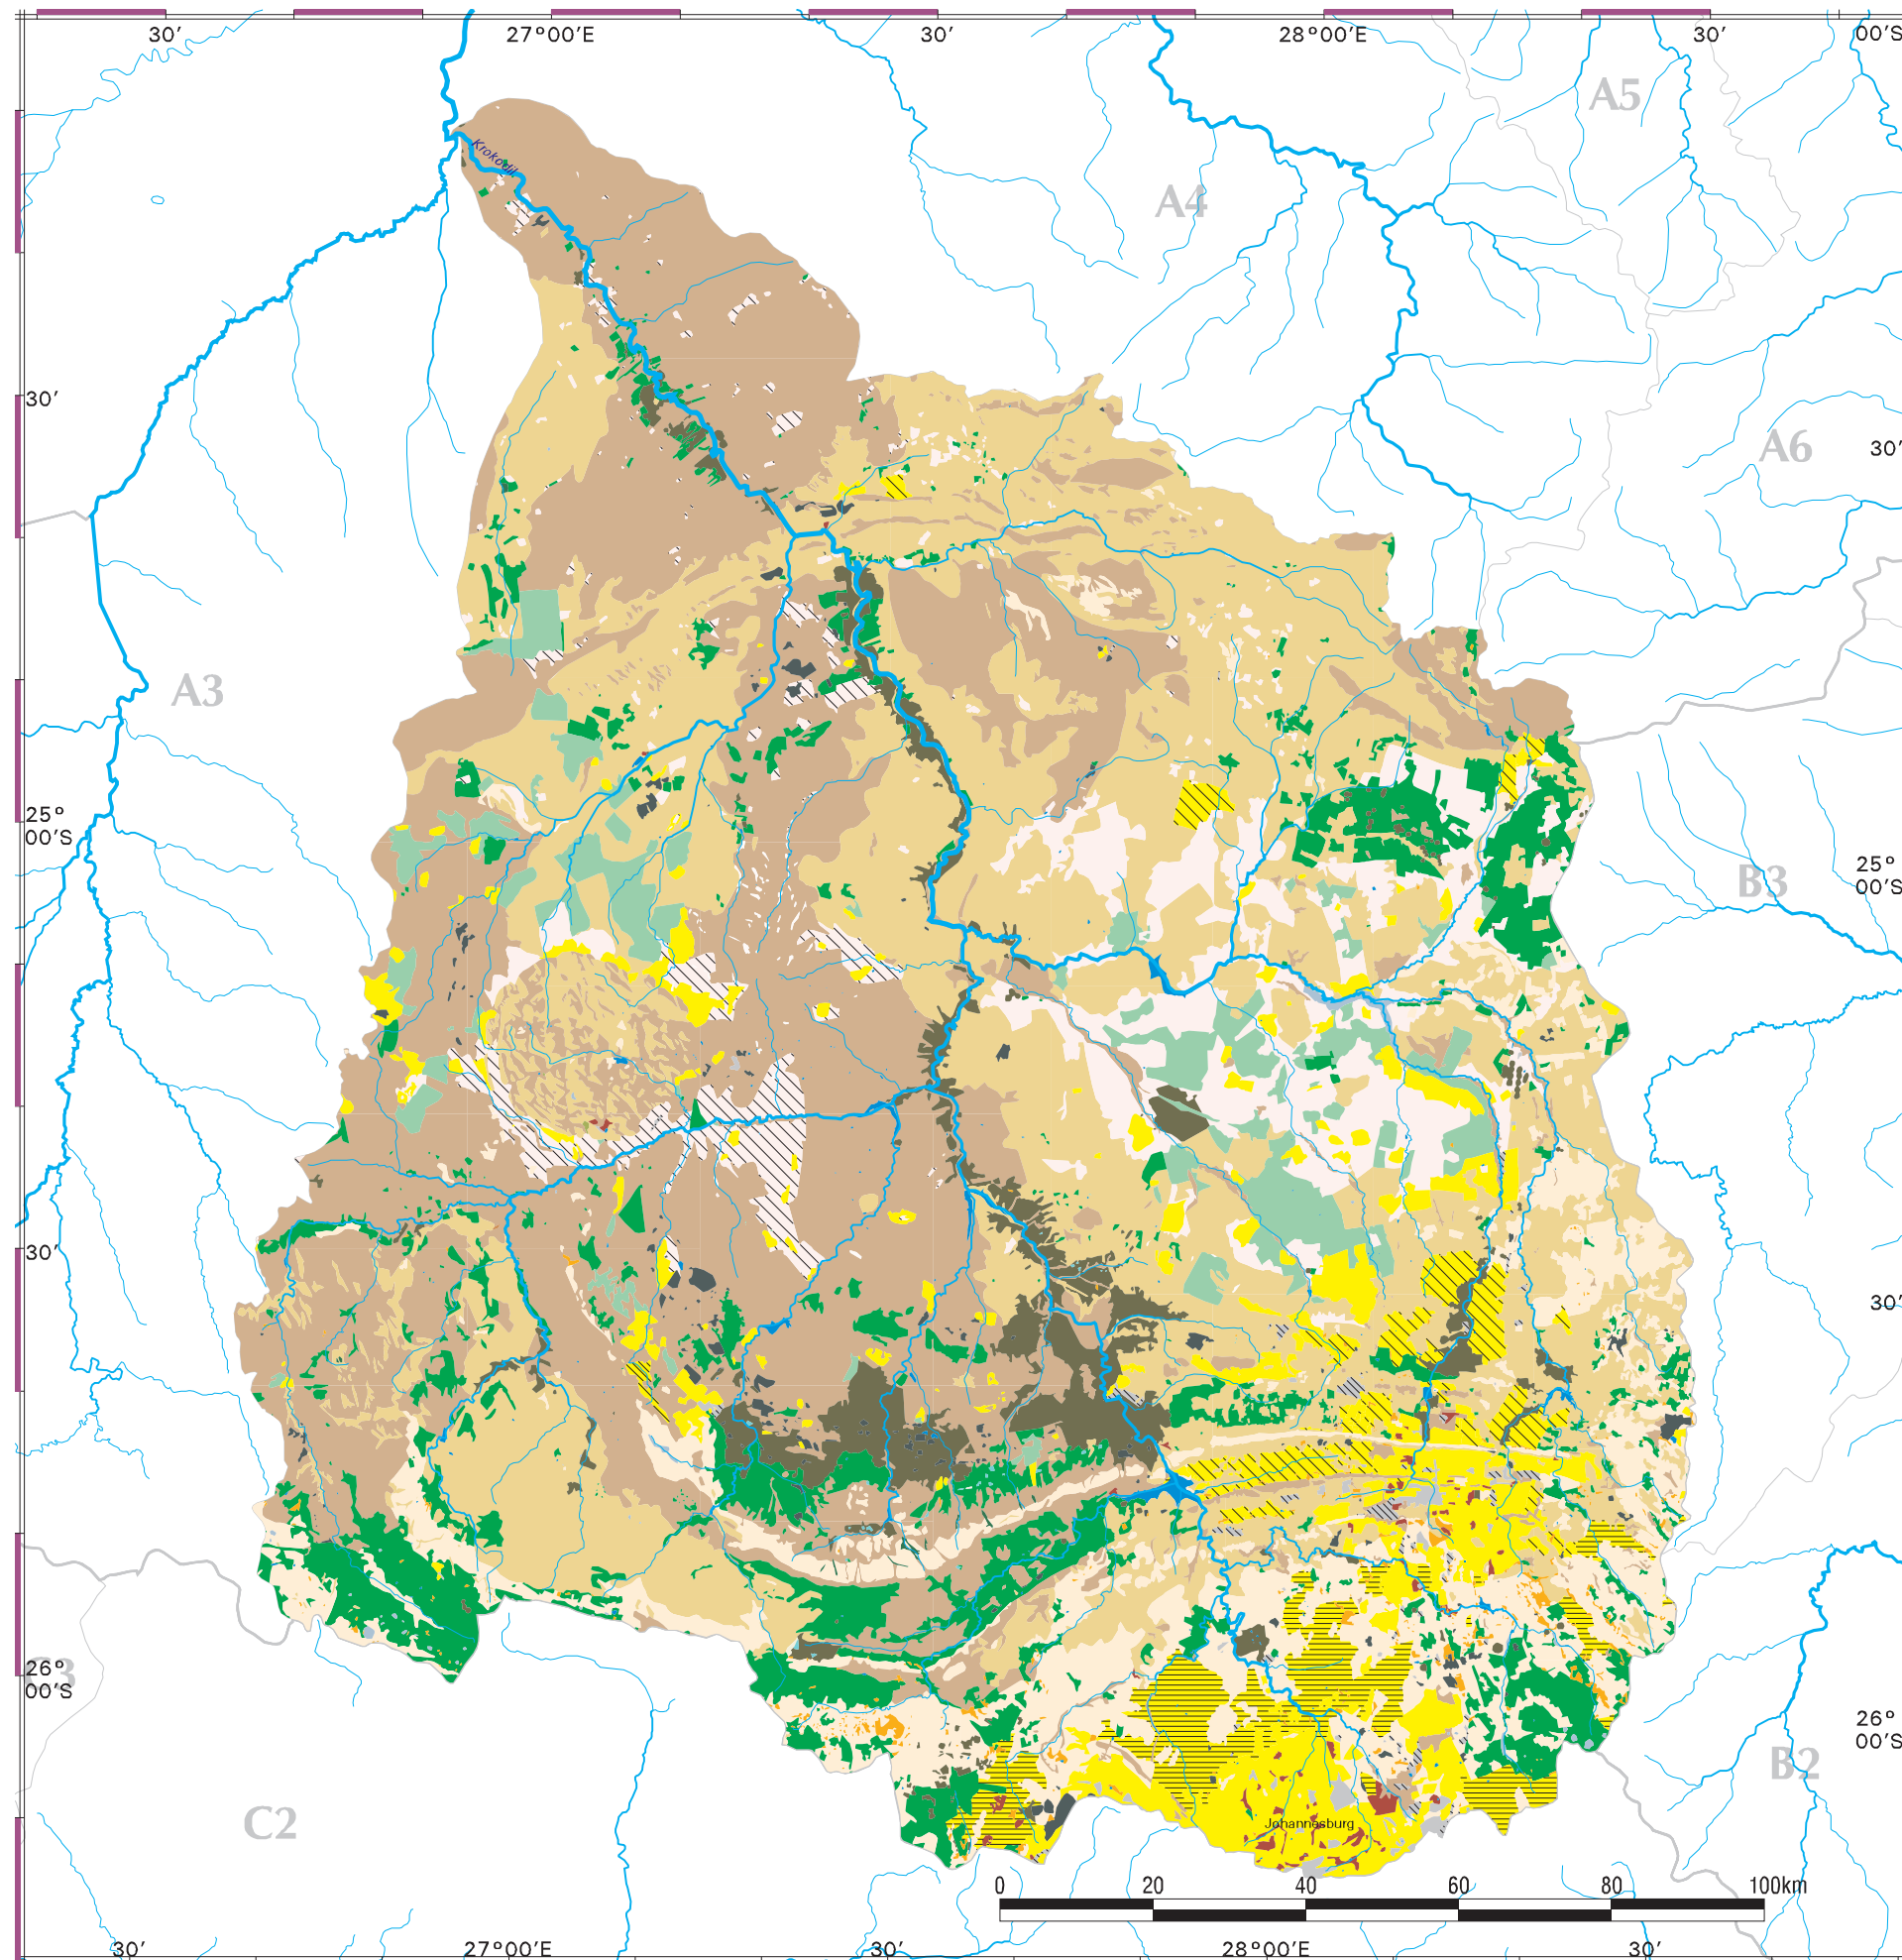 30′ 27°00′E 30′ 28°00′E 30′ 00′S
A5
Krokodil
A4
30′
A6 30′
A3
25°
00′S
B3 25°
00′S
30′
30′
26°
00′S
26°
00′S
B2
C2
Johannesburg
0 20 40 60 80 100km
30′ 27°00′E 30′ 28°00′E 30′